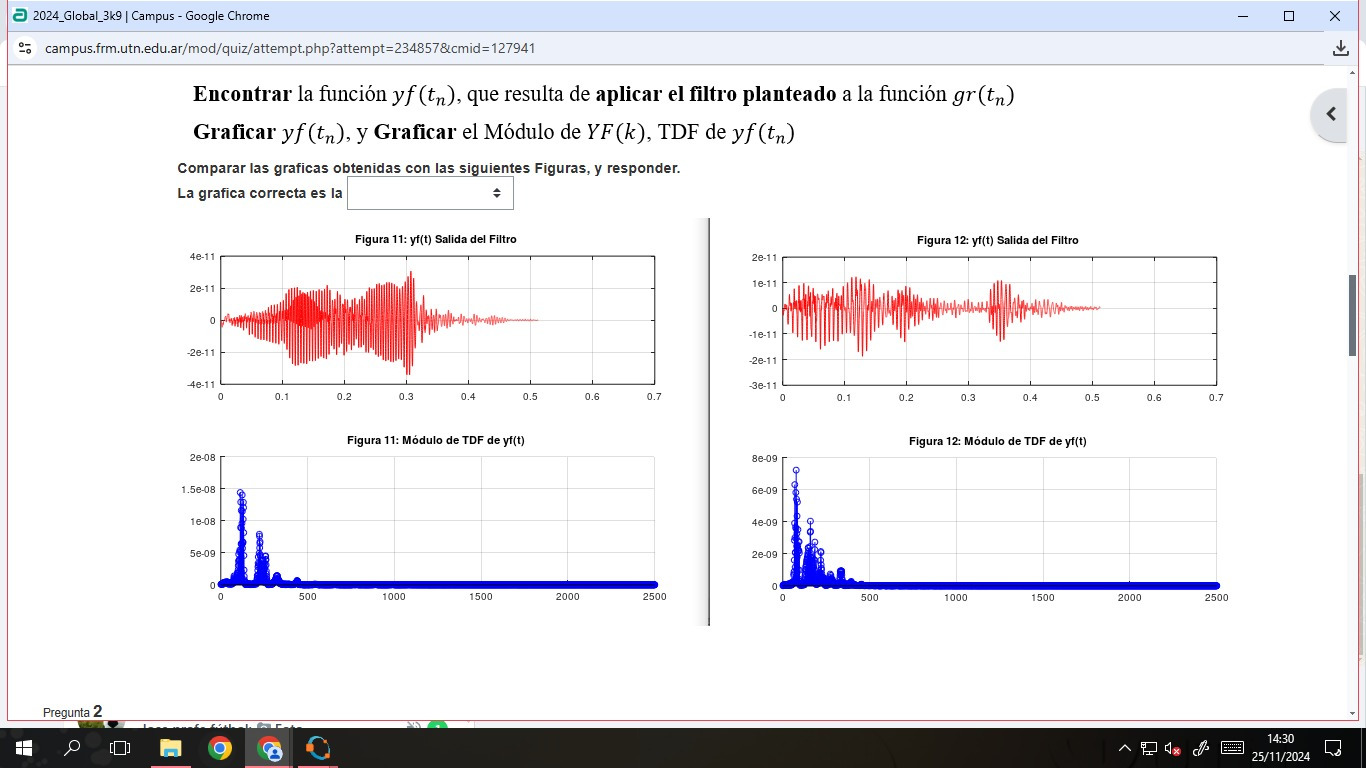 2024_Global_3k9 | Campus - Google Chrome
campus.frm.utn.edu.ar/mod/quiz/attempt.php?attempt=234857&cmid=127941
Encontrar la función yf(tₙ), que resulta de aplicar el filtro planteado a la función gr(tₙ)
Graficar yf(tₙ), y Graficar el Módulo de YF(k), TDF de yf(tₙ)
Comparar las graficas obtenidas con las siguientes Figuras, y responder.
La grafica correcta es la
Figura 11: yf(t) Salida del Filtro
4e-11
2e-11
0
-2e-11
-4e-11
0 0.1 0.2 0.3 0.4 0.5 0.6 0.7
Figura 11: Módulo de TDF de yf(t)
2e-08
1.5e-08
1e-08
5e-09
0
0 500 1000 1500 2000 2500
Figura 12: yf(t) Salida del Filtro
2e-11
1e-11
0
-1e-11
-2e-11
-3e-11
0 0.1 0.2 0.3 0.4 0.5 0.6 0.7
Figura 12: Módulo de TDF de yf(t)
8e-09
6e-09
4e-09
2e-09
0
0 500 1000 1500 2000 2500
Pregunta 2
14:30
25/11/2024